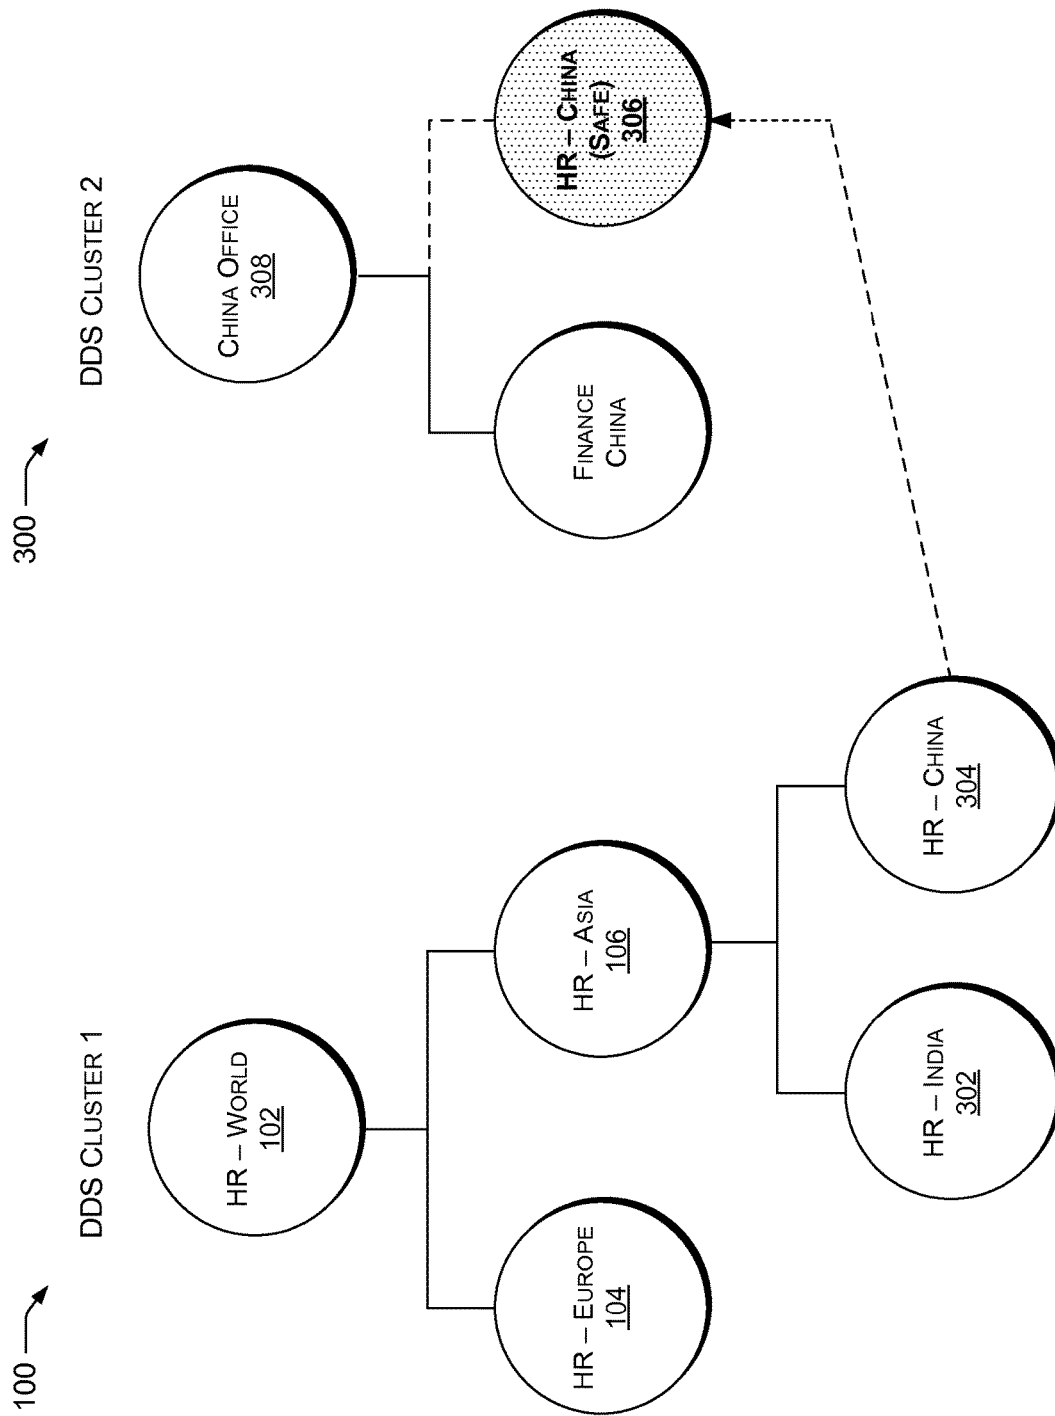 100
300
DDS CLUSTER 1
DDS CLUSTER 2
HR – WORLD
102
CHINA OFFICE
308
HR – EUROPE
104
HR – ASIA
106
FINANCE
CHINA
HR – CHINA
(SAFE)
306
HR – INDIA
302
HR – CHINA
304